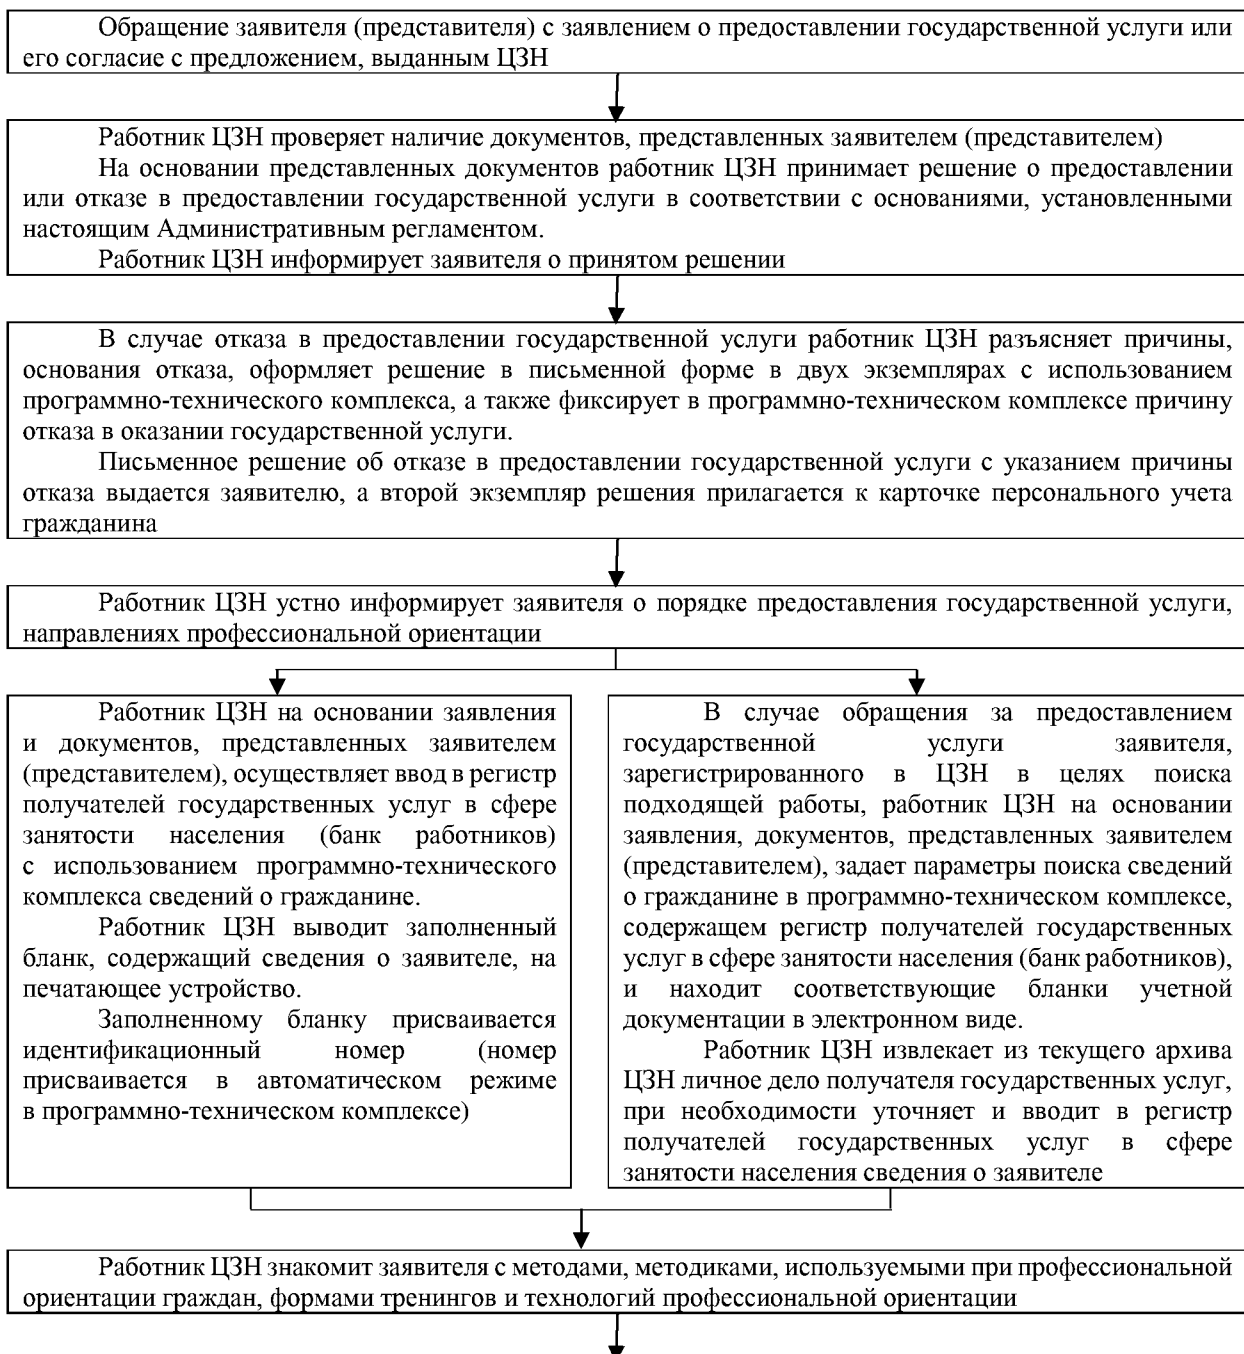 Обращение заявителя (представителя) с заявлением о предоставлении государственной услуги или
его согласие с предложением, выданным ЦЗН
Работник ЦЗН проверяет наличие документов, представленных заявителем (представителем)
На основании представленных документов работник ЦЗН принимает решение о предоставлении
или отказе в предоставлении государственной услуги в соответствии с основаниями, установленными
настоящим Административным регламентом.
Работник ЦЗН информирует заявителя о принятом решении
В случае отказа в предоставлении государственной услуги работник ЦЗН разъясняет причины,
основания отказа, оформляет решение в письменной форме в двух экземплярах с использованием
программно-технического комплекса, а также фиксирует в программно-техническом комплексе причину
отказа в оказании государственной услуги.
Письменное решение об отказе в предоставлении государственной услуги с указанием причины
отказа выдается заявителю, а второй экземпляр решения прилагается к карточке персонального учета
гражданина
Работник ЦЗН устно информирует заявителя о порядке предоставления государственной услуги,
направлениях профессиональной ориентации
Работник ЦЗН на основании заявления
и документов, представленных заявителем
(представителем), осуществляет ввод в регистр
получателей государственных услуг в сфере
занятости населения (банк работников)
с использованием программно-технического
комплекса сведений о гражданине.
Работник ЦЗН выводит заполненный
бланк, содержащий сведения о заявителе, на
печатающее устройство.
Заполненному бланку присваивается
идентификационный номер (номер
присваивается в автоматическом режиме
в программно-техническом комплексе)
В случае обращения за предоставлением
государственной услуги заявителя,
зарегистрированного в ЦЗН в целях поиска
подходящей работы, работник ЦЗН на основании
заявления, документов, представленных заявителем
(представителем), задает параметры поиска сведений
о гражданине в программно-техническом комплексе,
содержащем регистр получателей государственных
услуг в сфере занятости населения (банк работников),
и находит соответствующие бланки учетной
документации в электронном виде.
Работник ЦЗН извлекает из текущего архива
ЦЗН личное дело получателя государственных услуг,
при необходимости уточняет и вводит в регистр
получателей государственных услуг в сфере
занятости населения сведения о заявителе
Работник ЦЗН знакомит заявителя с методами, методиками, используемыми при профессиональной
ориентации граждан, формами тренингов и технологий профессиональной ориентации